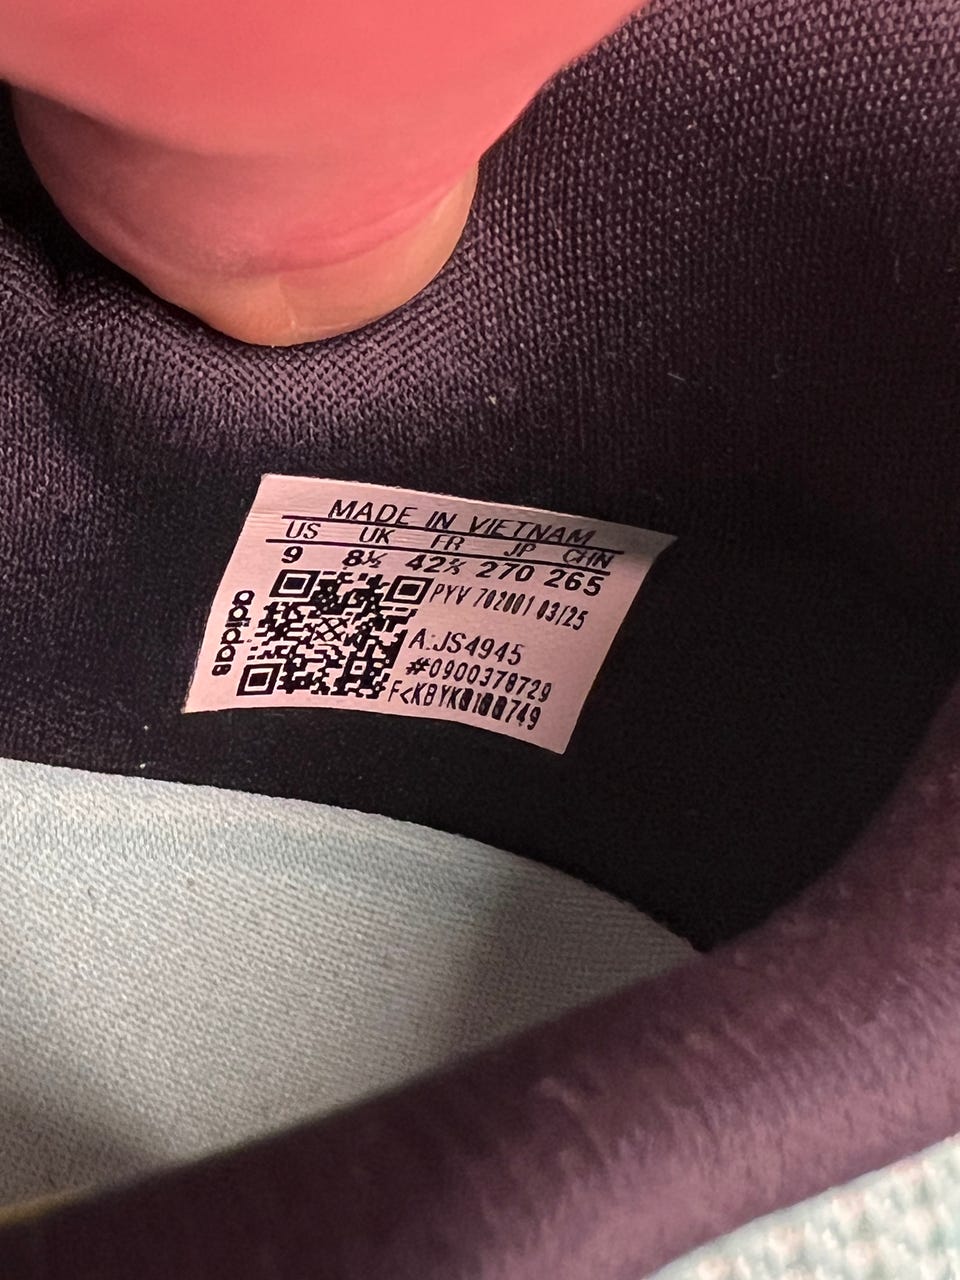 MADE IN VIETNAM
US UK FR JP CHN
9 8½ 42⅔ 270 265
PYV 702001 03/25
adidas
A.:JS4945
#0900378729